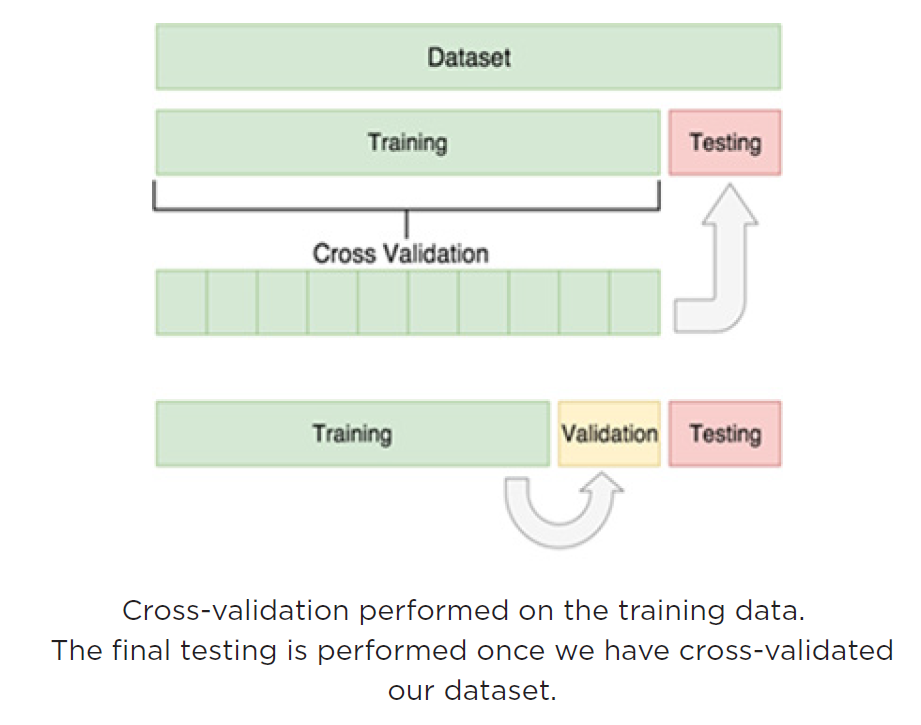 Dataset
Training Testing
Cross Validation
Training Validation Testing
Cross-validation performed on the training data.
The final testing is performed once we have cross-validated
our dataset.